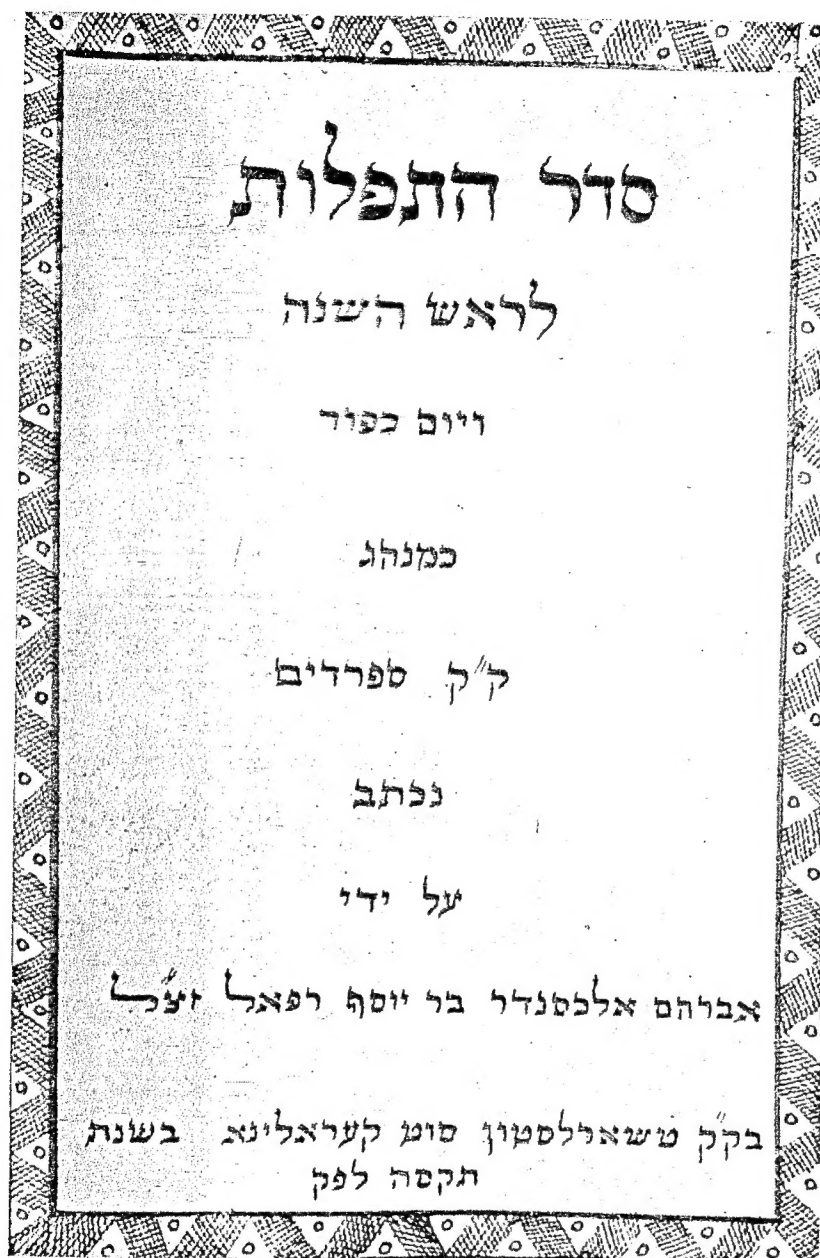 סדר התפלות
לראש השנה
ויום כפור
כמנהג
ק״ק ספרדים
נכתב
על ידי
אברהם אלכסנדר בר יוסף רפאל זצ״ל
בק״ק טשארלסטון סוט קעראלינא בשנת
תקסה לפק